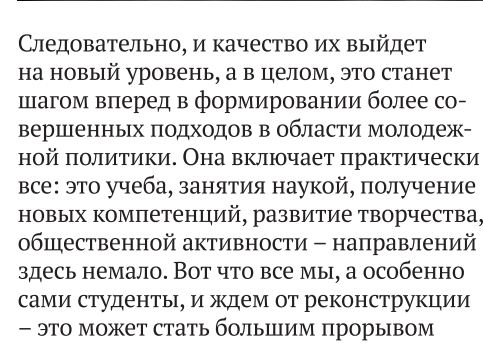 Следовательно, и качество их выйдет
на новый уровень, а в целом, это станет
шагом вперед в формировании более со-
вершенных подходов в области молодеж-
ной политики. Она включает практически
все: это учеба, занятия наукой, получение
новых компетенций, развитие творчества,
общественной активности – направлений
здесь немало. Вот что все мы, а особенно
сами студенты, и ждем от реконструкции
– это может стать большим прорывом